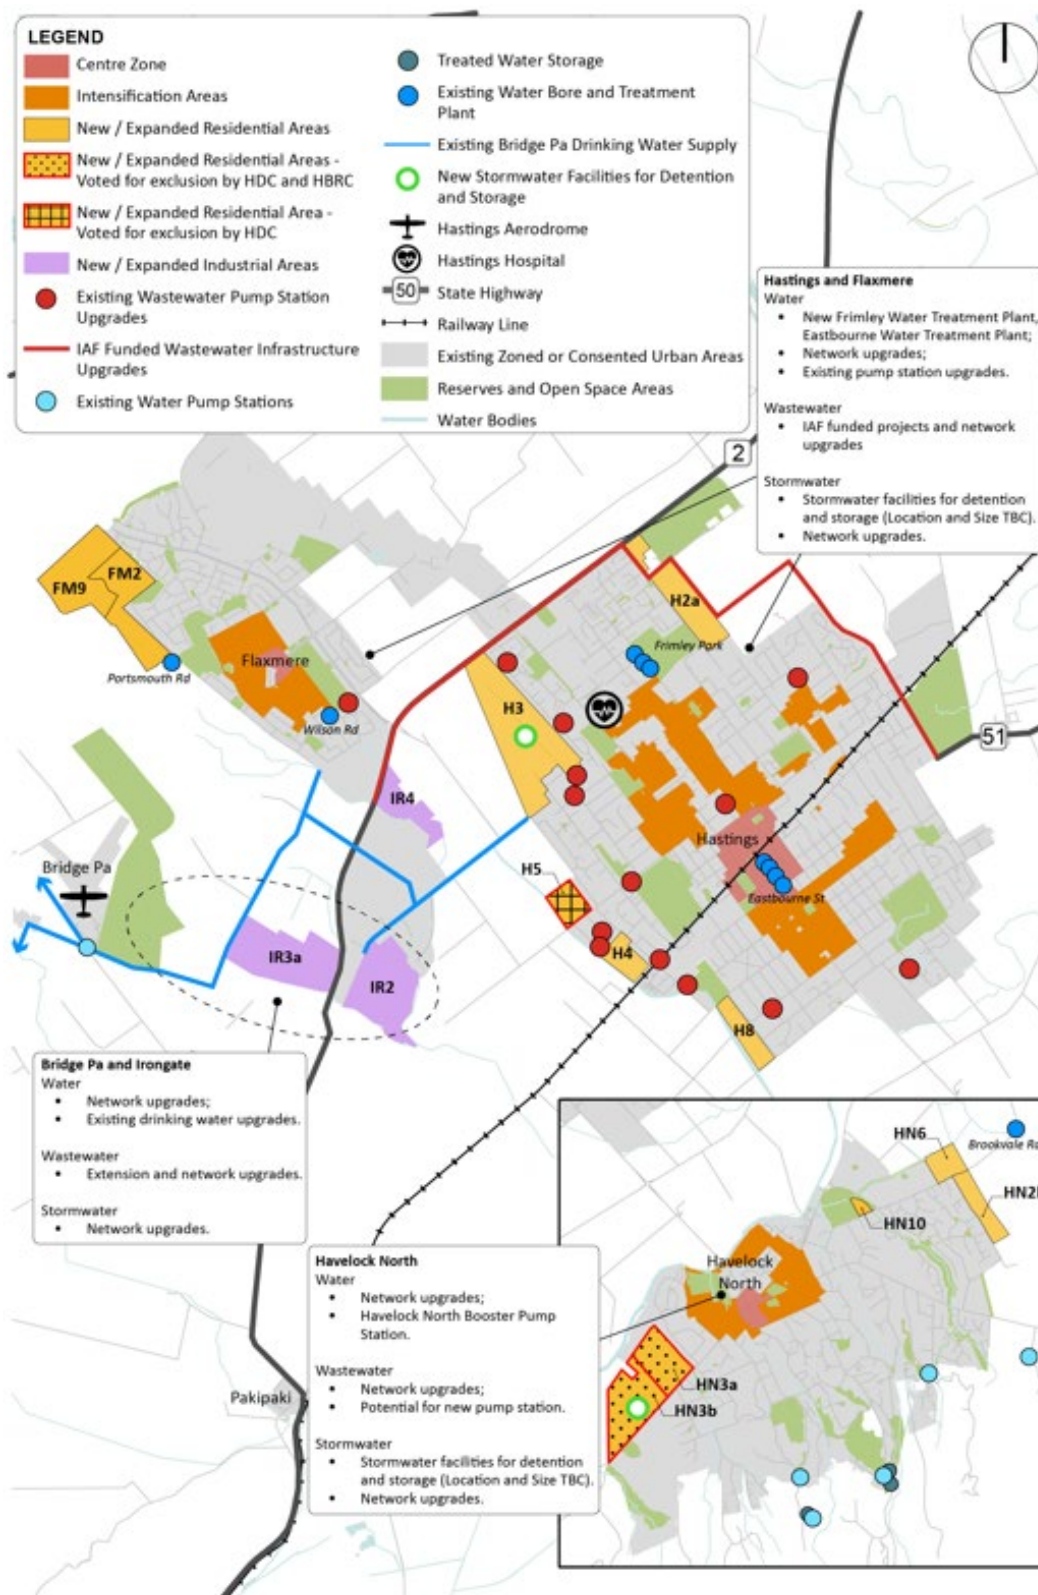 LEGEND
Centre Zone
Intensification Areas
New / Expanded Residential Areas
New / Expanded Residential Areas -
Voted for exclusion by HDC and HBRC
New / Expanded Residential Area -
Voted for exclusion by HDC
New / Expanded Industrial Areas
Existing Wastewater Pump Station
Upgrades
IAF Funded Wastewater Infrastructure
Upgrades
Existing Water Pump Stations
Treated Water Storage
Existing Water Bore and Treatment
Plant
Existing Bridge Pa Drinking Water Supply
New Stormwater Facilities for Detention
and Storage
Hastings Aerodrome
Hastings Hospital
50
State Highway
Railway Line
Existing Zoned or Consented Urban Areas
Reserves and Open Space Areas
Water Bodies
Hastings and Flaxmere
Water
• New Frimley Water Treatment Plant,
Eastbourne Water Treatment Plant;
• Network upgrades;
• Existing pump station upgrades.
Wastewater
• IAF funded projects and network
upgrades
Stormwater
• Stormwater facilities for detention
and storage (Location and Size TBC).
• Network upgrades.
2
FM2
FM9
H2a
Frimley Park
Flaxmere
Portsmouth Rd
Wilson Rd
H3
51
IR4
Hastings
Bridge Pa
H5
Eastbourne St
H4
IR3a
IR2
H8
Bridge Pa and Irongate
Water
• Network upgrades;
• Existing drinking water upgrades.
Wastewater
• Extension and network upgrades.
Stormwater
• Network upgrades.
HN6
Brookvale Rd
HN10
Havelock
North
HN3a
HN3b
Havelock North
Water
• Network upgrades;
• Havelock North Booster Pump
Station.
Wastewater
• Network upgrades;
• Potential for new pump station.
Stormwater
• Stormwater facilities for detention
and storage (Location and Size TBC).
• Network upgrades.
Pakipaki